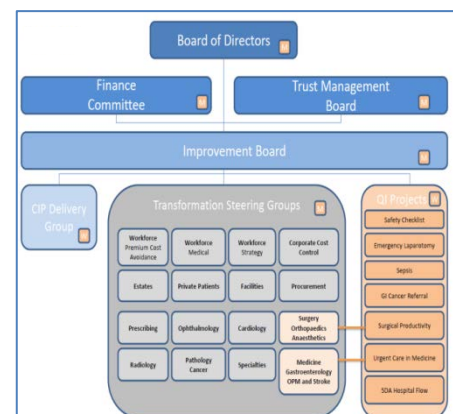 Board of Directors
M
Finance
Committee
M
Trust Management
Board
M
Improvement Board
M
CIP Delivery
Group
Transformation Steering Groups
M
QI Projects
Workforce
Premium Cost
Avoidance
Workforce
Medical
Workforce
Strategy
Corporate Cost
Control
Estates
Private Patients
Facilities
Procurement
Prescribing
Ophthalmology
Cardiology
Surgery
Orthopaedics
Anaesthetics
Radiology
Pathology
Cancer
Specialties
Medicine
Gastroenterology
OPM and Stroke
Safety Checklist
Emergency Laparotomy
Sepsis
GI Cancer Referral
Surgical Productivity
Urgent Care in Medicine
SDA Hospital Flow